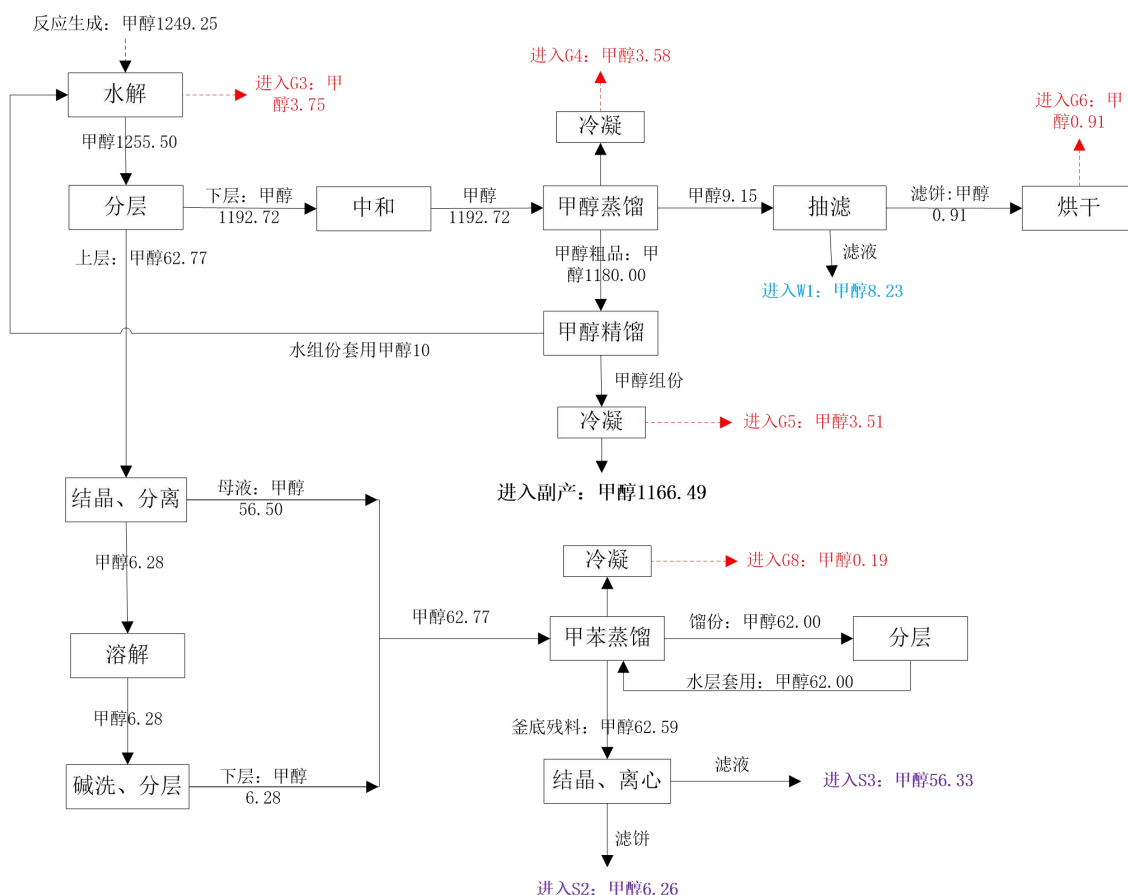 反应生成：甲醇1249.25
水解
进入G3：甲
醇3.75
甲醇1255.50
分层
下层：甲醇
1192.72
中和
甲醇
1192.72
进入G4：甲醇3.58
冷凝
甲醇蒸馏
甲醇9.15
抽滤
滤饼:甲醇
0.91
进入G6：甲
醇0.91
烘干
滤液
进入W1：甲醇8.23
上层：甲醇62.77
甲醇粗品：甲
醇1180.00
甲醇精馏
水组份套用甲醇10
甲醇组份
冷凝
进入G5：甲醇3.51
进入副产：甲醇1166.49
结晶、分离
母液：甲醇
56.50
甲醇6.28
溶解
甲醇6.28
碱洗、分层
下层：甲醇
6.28
甲醇62.77
冷凝
进入G8：甲醇0.19
甲苯蒸馏
馏份：甲醇62.00
分层
水层套用：甲醇62.00
釜底残料：甲醇62.59
结晶、离心
滤液
进入S3：甲醇56.33
滤饼
进入S2：甲醇6.26